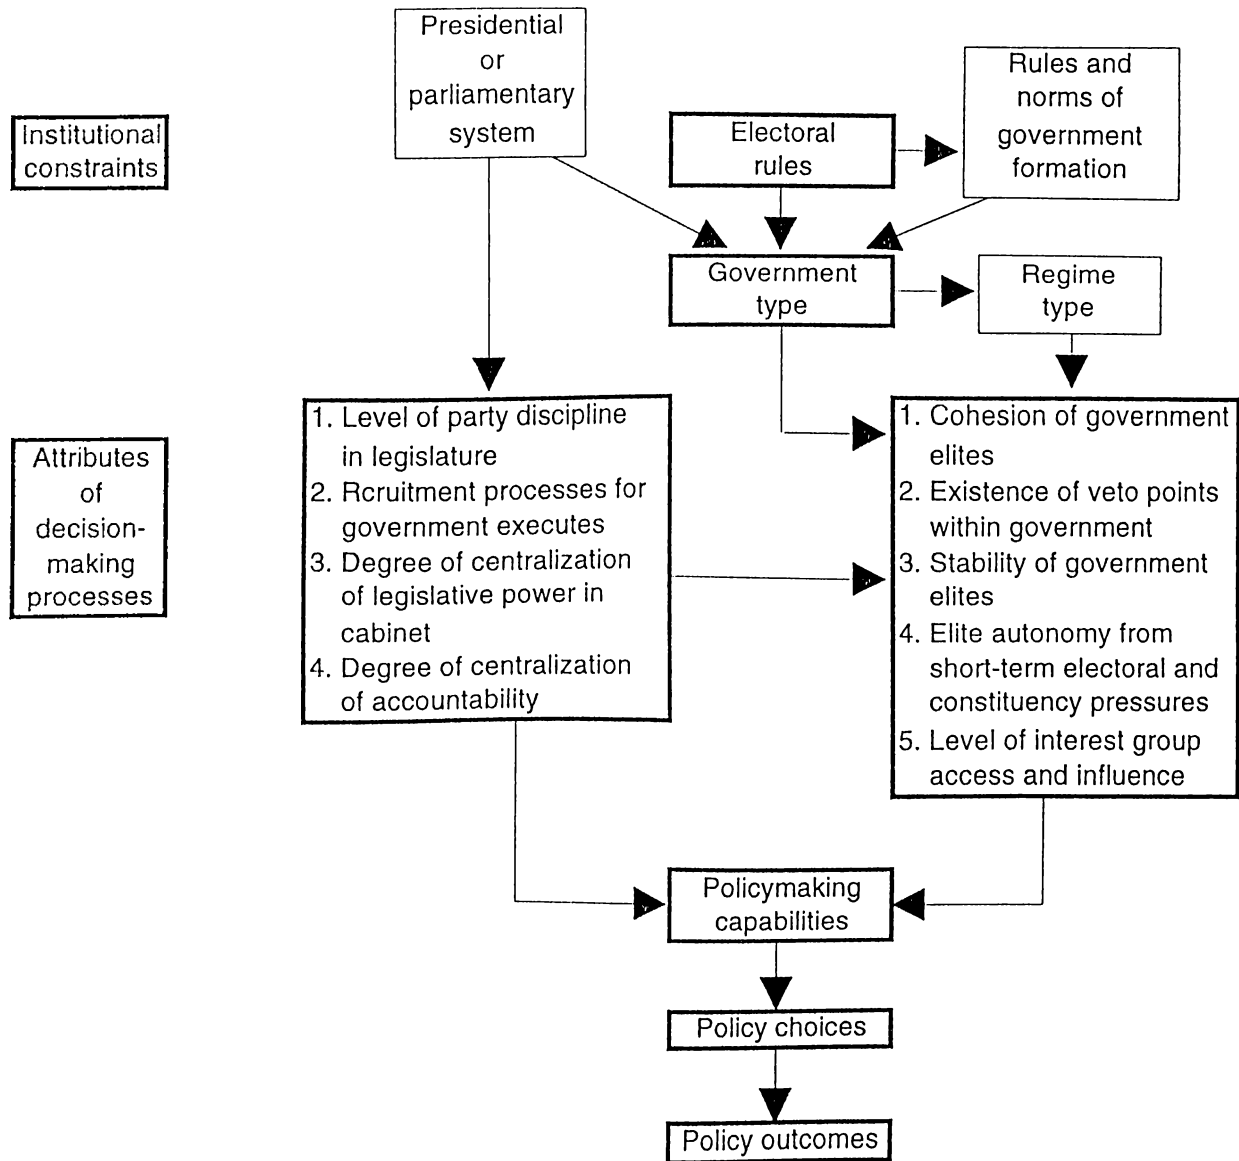 Presidential
or
parliamentary
system
Institutional
constraints
Electoral
rules
Rules and
norms of
government
formation
Government
type
Regime
type
Attributes
of
decision-
making
processes
1. Level of party discipline
in legislature
2. Rcruitment processes for
government executes
3. Degree of centralization
of legislative power in
cabinet
4. Degree of centralization
of accountability
1. Cohesion of government
elites
2. Existence of veto points
within government
3. Stability of government
elites
4. Elite autonomy from
short-term electoral and
constituency pressures
5. Level of interest group
access and influence
Policymaking
capabilities
Policy choices
Policy outcomes